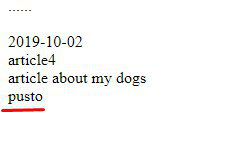 ......
2019-10-02
article4
article about my dogs
pusto